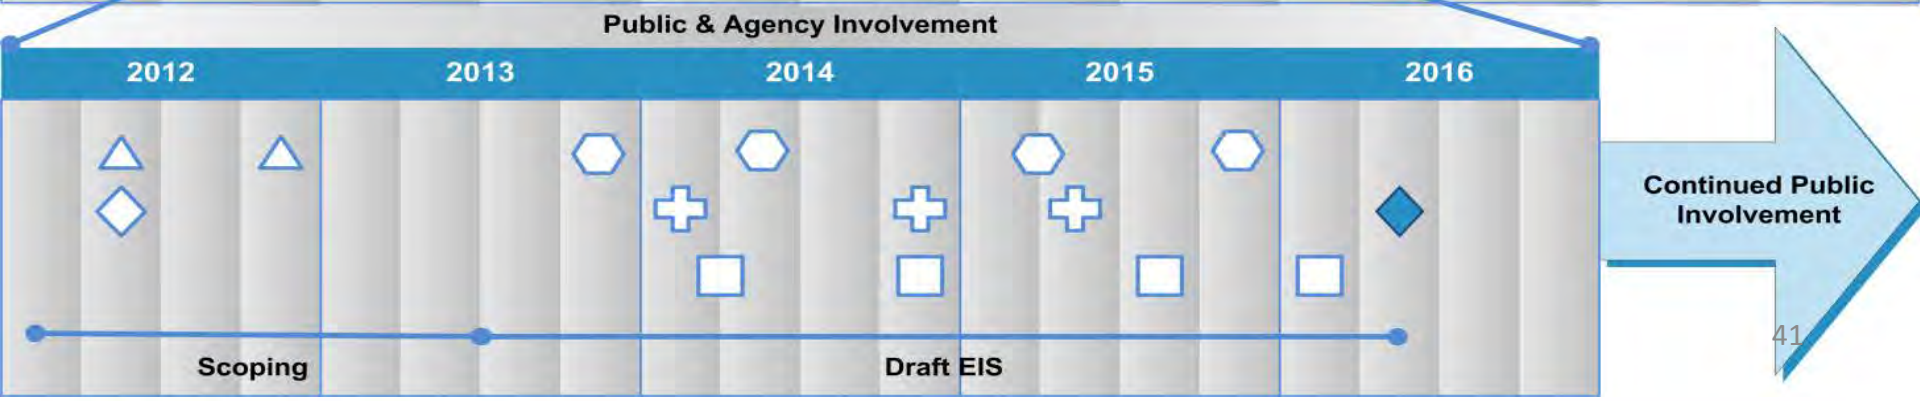 Public & Agency Involvement
2012 2013 2014 2015 2016
Continued Public
Involvement
41
Scoping Draft EIS